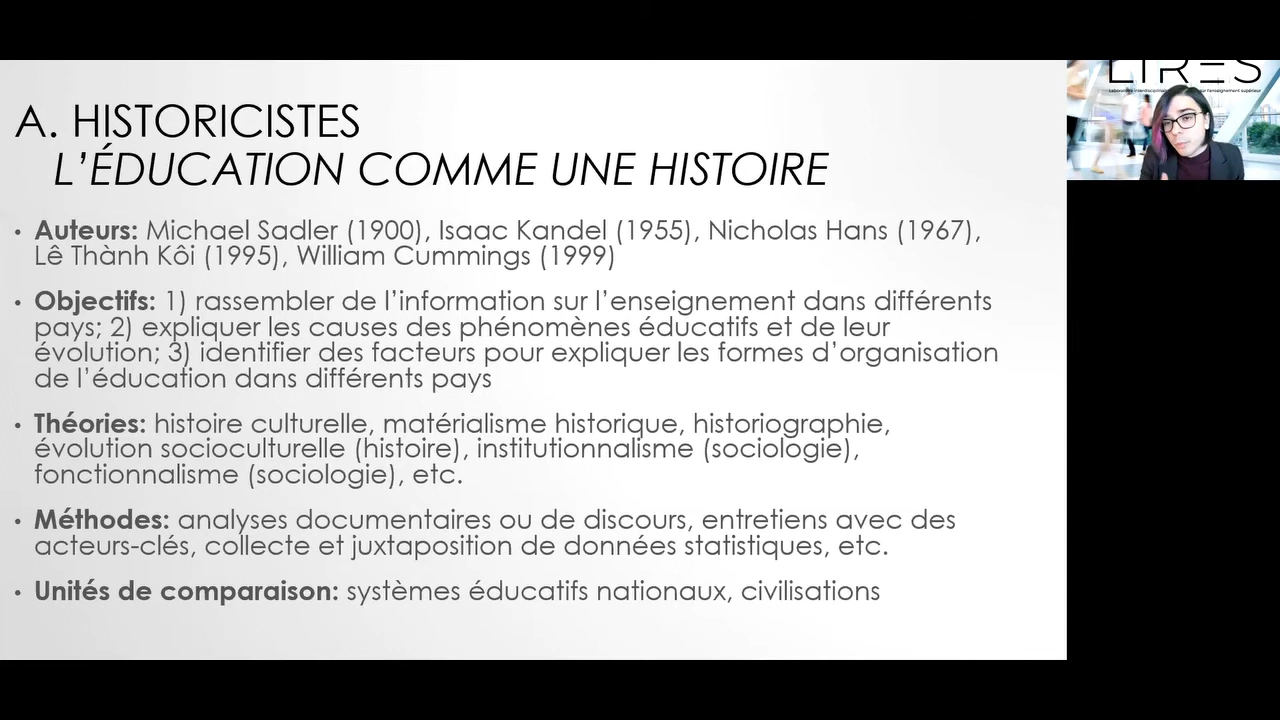 A. HISTORICISTES
L'ÉDUCATION COMME UNE HISTOIRE
• Auteurs: Michael Sadler (1900), Isaac Kandel (1955), Nicholas Hans (1967),
Lê Thành Kôi (1995), William Cummings (1999)
• Objectifs: 1) rassembler de l'information sur l'enseignement dans différents
pays; 2) expliquer les causes des phénomènes éducatifs et de leur
évolution; 3) identifier des facteurs pour expliquer les formes d'organisation
de l'éducation dans différents pays
• Théories: histoire culturelle, matérialisme historique, historiographie,
évolution socioculturelle (histoire), institutionnalisme (sociologie),
fonctionnalisme (sociologie), etc.
• Méthodes: analyses documentaires ou de discours, entretiens avec des
acteurs-clés, collecte et juxtaposition de données statistiques, etc.
• Unités de comparaison: systèmes éducatifs nationaux, civilisations
LIRES